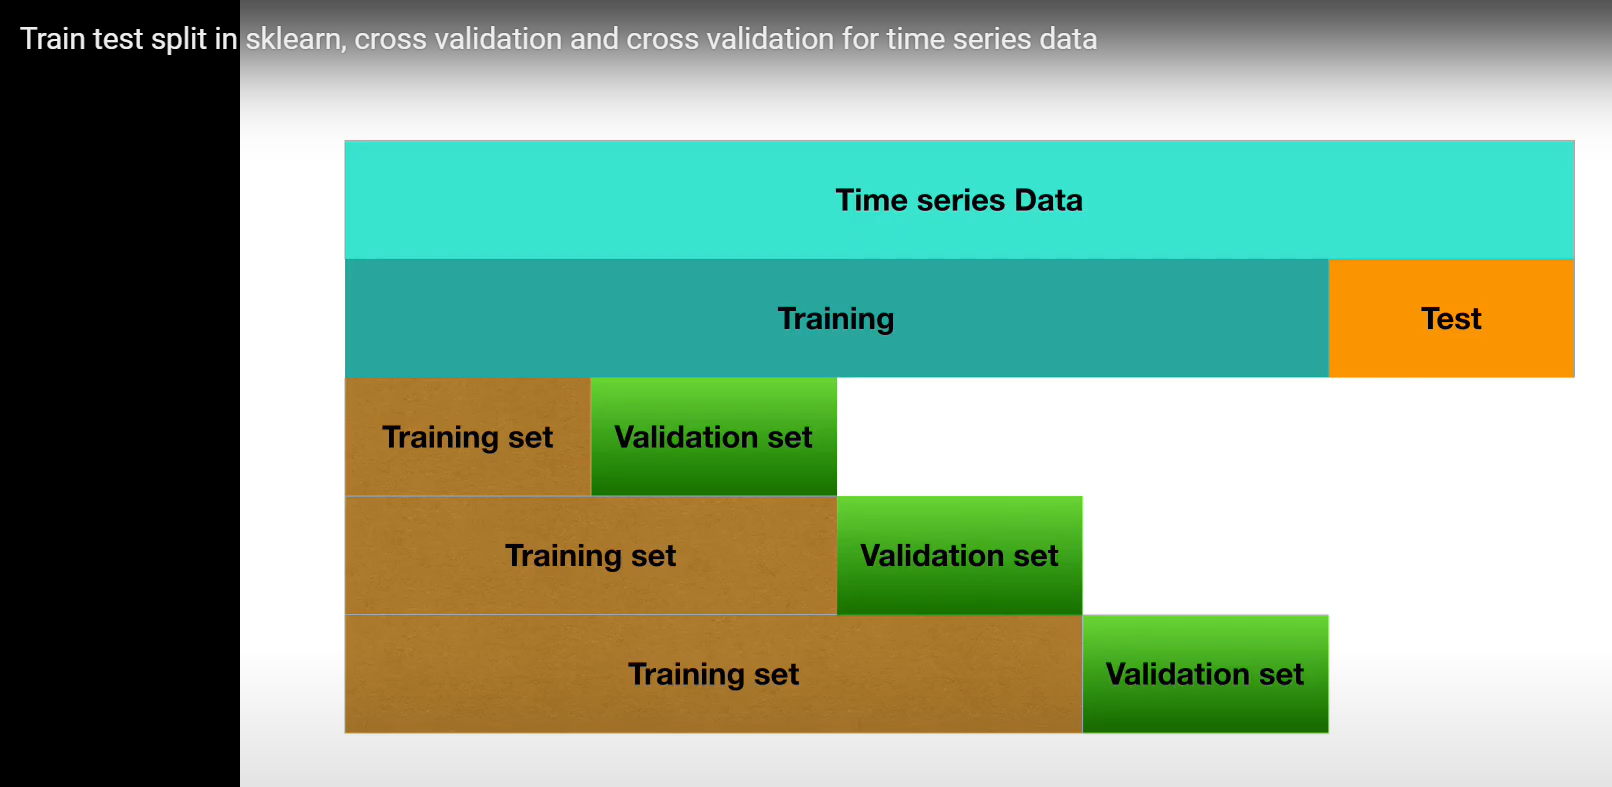 Train test split in sklearn, cross validation and cross validation for time series data
Time series Data
Training
Test
Training set
Validation set
Training set
Validation set
Training set
Validation set